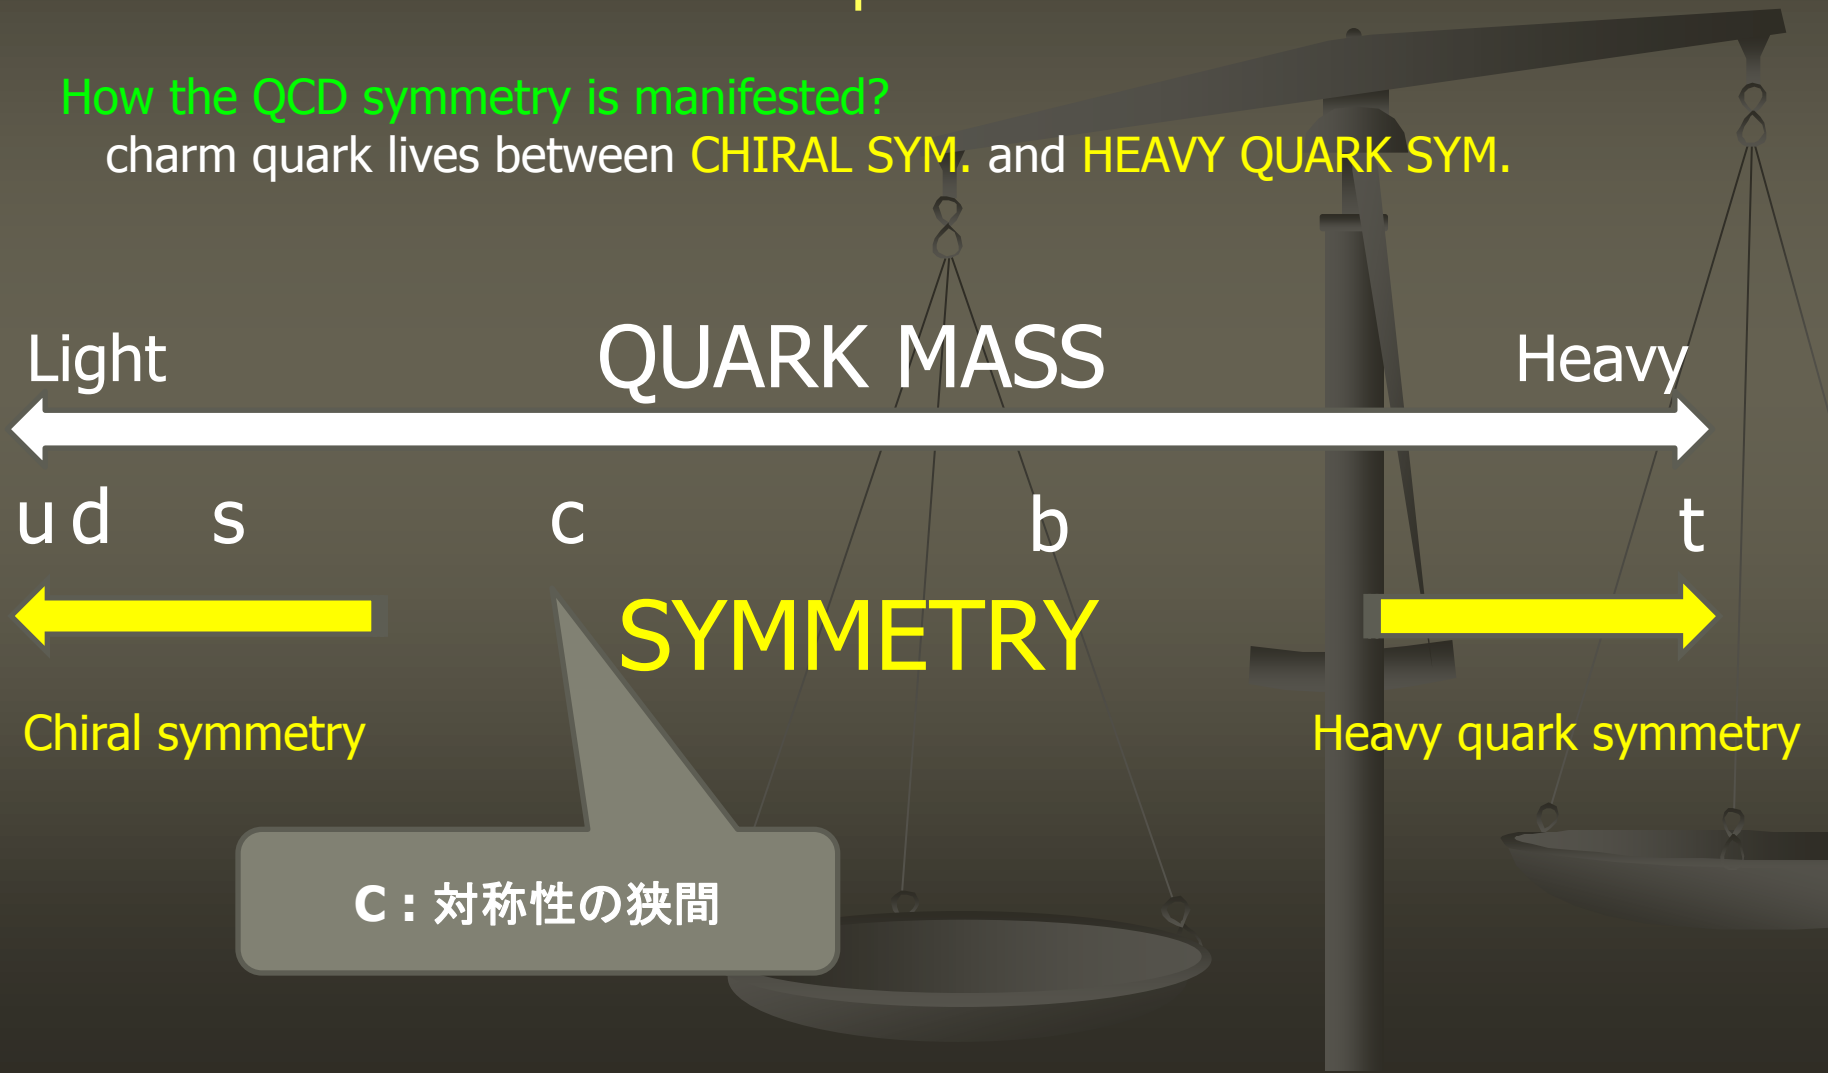 How the QCD symmetry is manifested?
charm quark lives between CHIRAL SYM. and HEAVY QUARK SYM.
Light QUARK MASS Heavy
u d s c b t
SYMMETRY
Chiral symmetry Heavy quark symmetry
C : 対称性の狭間